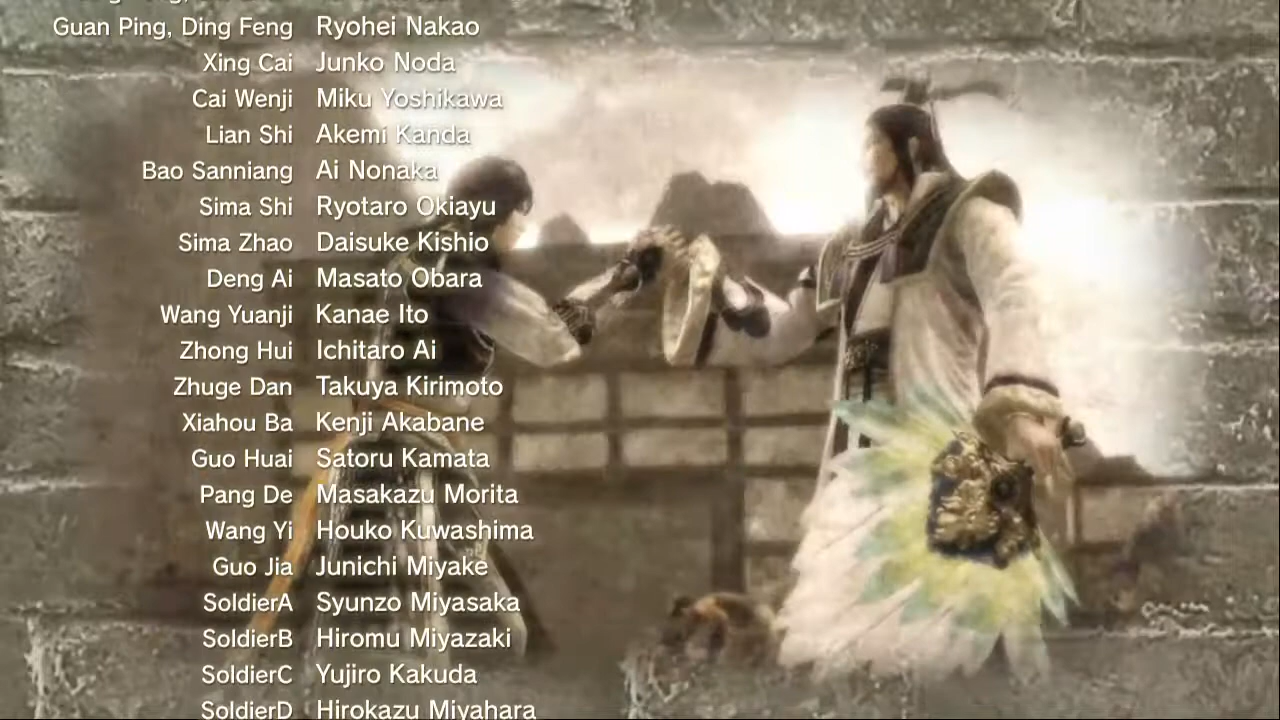 Guan Ping, Ding Feng Ryohei Nakao
Xing Cai Junko Noda
Cai Wenji Miku Yoshikawa
Lian Shi Akemi Kanda
Bao Sanniang Ai Nonaka
Sima Shi Ryotaro Okiayu
Sima Zhao Daisuke Kishio
Deng Ai Masato Obara
Wang Yuanji Kanae Ito
Zhong Hui Ichitaro Ai
Zhuge Dan Takuya Kirimoto
Xiahou Ba Kenji Akabane
Guo Huai Satoru Kamata
Pang De Masakazu Morita
Wang Yi Houko Kuwashima
Guo Jia Junichi Miyake
SoldierA Syunzo Miyasaka
SoldierB Hiromu Miyazaki
SoldierC Yujiro Kakuda
SoldierD Hirokazu Miyahara